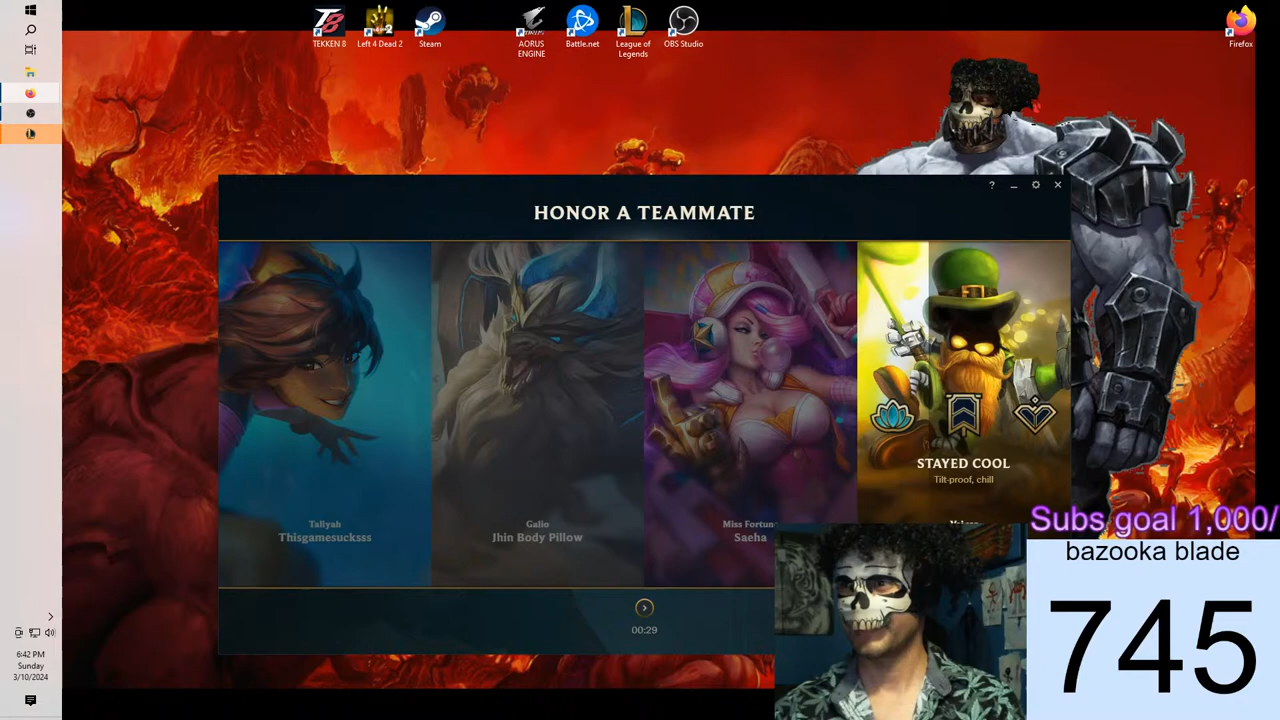 TEKKEN 8
Left 4 Dead 2
Steam
AORUS
ENGINE
Battle.net
League of
Legends
OBS Studio
Firefox
HONOR A TEAMMATE
STAYED COOL
Tilt-proof, chill
Taliyah
Thisgamesucksss
Galio
Jhin Body Pillow
Miss Fortune
Saeha
00:29
Subs goal 1,000/
bazooka blade
745
6:42 PM
Sunday
3/10/2024